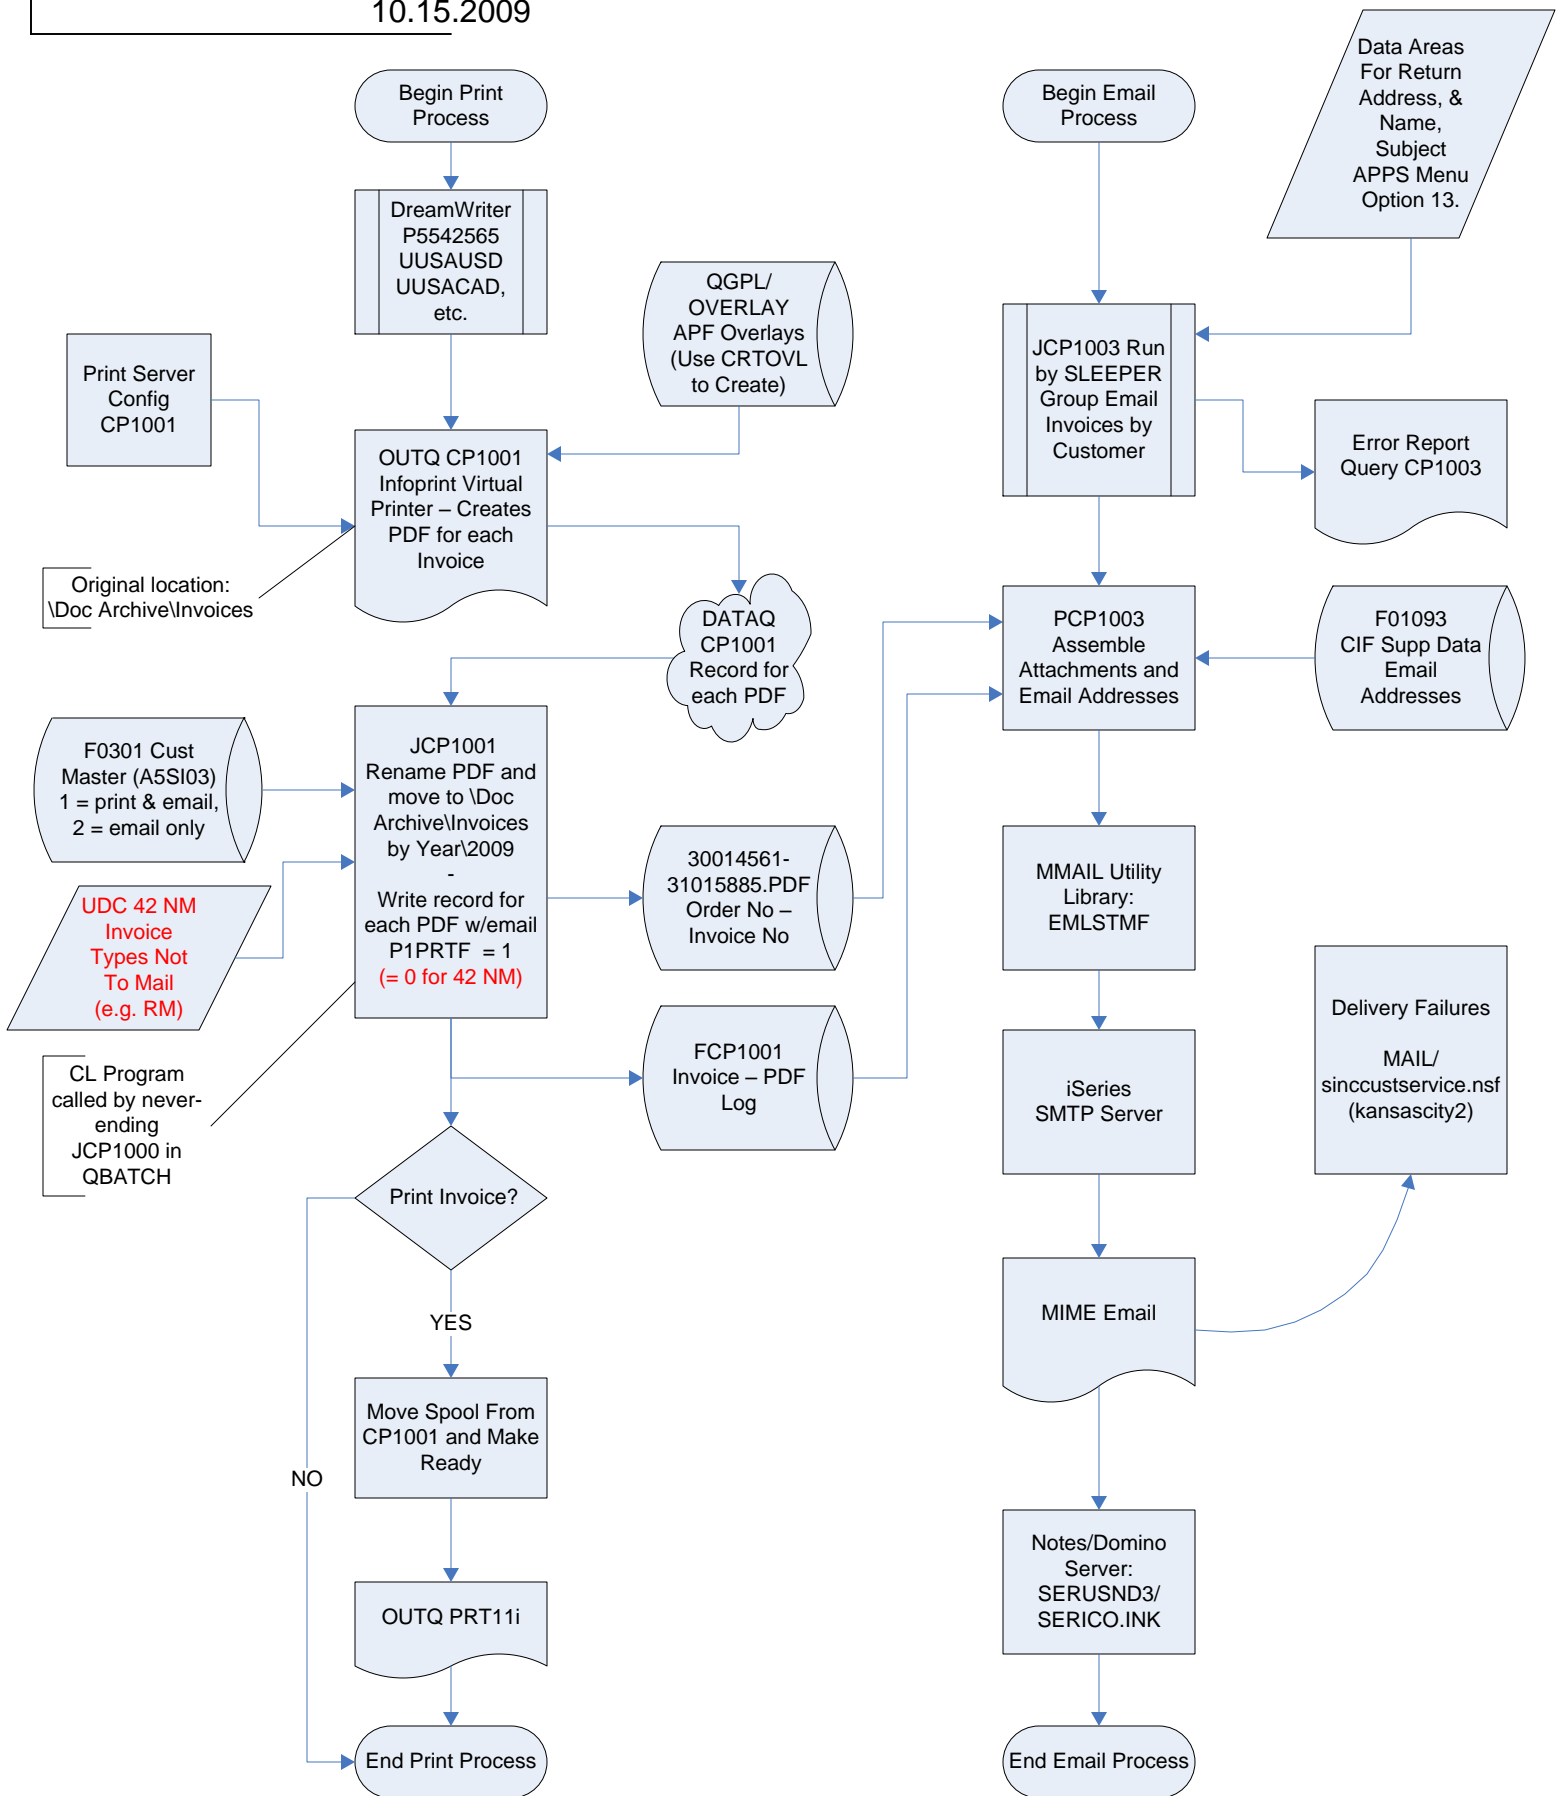 10.15.2009
Begin Print
Process
DreamWriter
P5542565
UUSAUSD
UUSACAD,
etc.
QGPL/
OVERLAY
APF Overlays
(Use CRTOVL
to Create)
Print Server
Config
CP1001
OUTQ CP1001
Infoprint Virtual
Printer – Creates
PDF for each
Invoice
Original location:
\Doc Archive\Invoices
DATAQ
CP1001
Record for
each PDF
F0301 Cust
Master (A5SI03)
1 = print & email,
2 = email only
JCP1001
Rename PDF and
move to \Doc
Archive\Invoices
by Year\2009
-
Write record for
each PDF w/email
P1PRTF  = 1
(= 0 for 42 NM)
UDC 42 NM
Invoice
Types Not
To Mail
(e.g. RM)
30014561-
31015885.PDF
Order No –
Invoice No
FCP1001
Invoice – PDF
Log
CL Program
called by never-
ending
JCP1000 in
QBATCH
Print Invoice?
YES
NO
Move Spool From
CP1001 and Make
Ready
OUTQ PRT11i
End Print Process
Begin Email
Process
Data Areas
For Return
Address, &
Name,
Subject
APPS Menu
Option 13.
JCP1003 Run
by SLEEPER
Group Email
Invoices by
Customer
Error Report
Query CP1003
PCP1003
Assemble
Attachments and
Email Addresses
F01093
CIF Supp Data
Email
Addresses
MMAIL Utility
Library:
EMLSTMF
iSeries
SMTP Server
Delivery Failures
MAIL/
sinccustservice.nsf
(kansascity2)
MIME Email
Notes/Domino
Server:
SERUSND3/
SERICO.INK
End Email Process